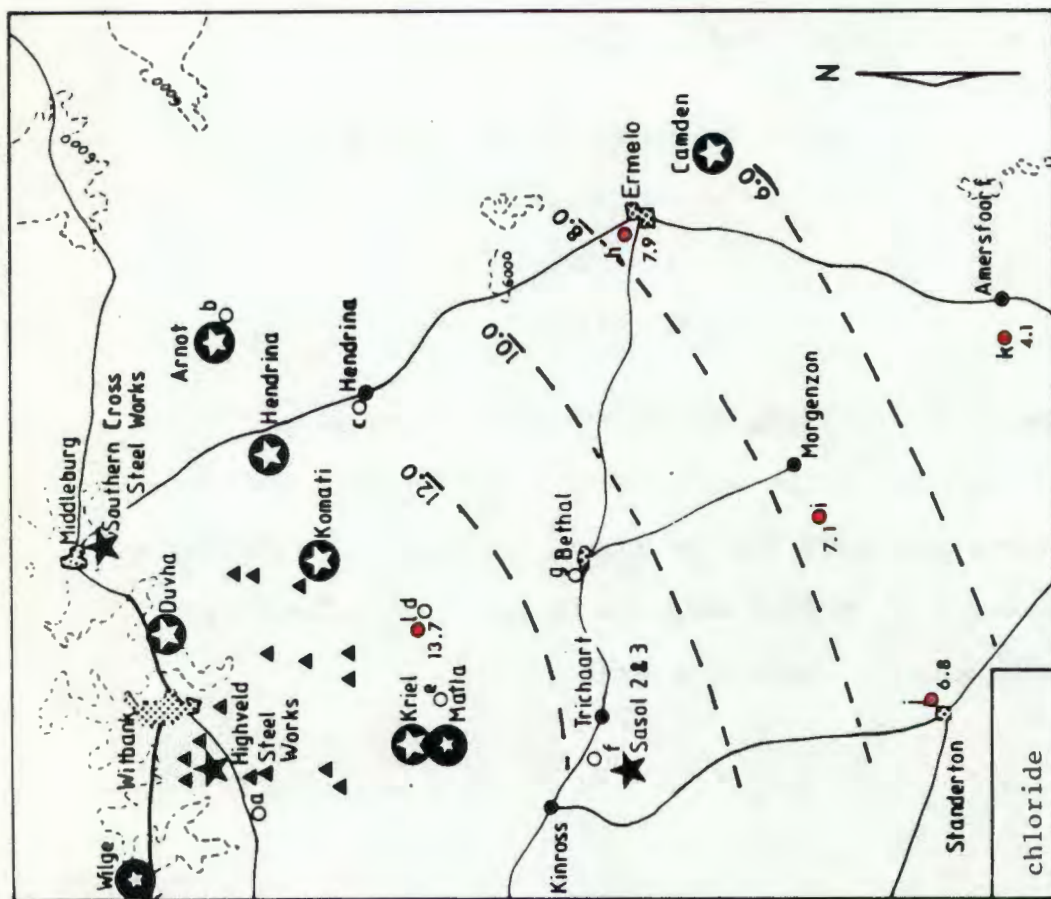 6000
6000
Middleburg
Southern Cross
Steel Works
Wilge
Witbank
Duvha
Arnot
b
Highveld
Steel
Works
a
Hendrina
Komati
Hendrina
c
6000
Kriel
Matla
e
l
d
13.7
12.0
10.0
8.0
h
Ermelo
7.9
Camden
6.0
Kinross
f
Trichaart
Sasol 2 & 3
g
Bethal
Morgenzon
i
7.1
j
6.8
Standerton
Amersfoort
k
4.1
N
chloride